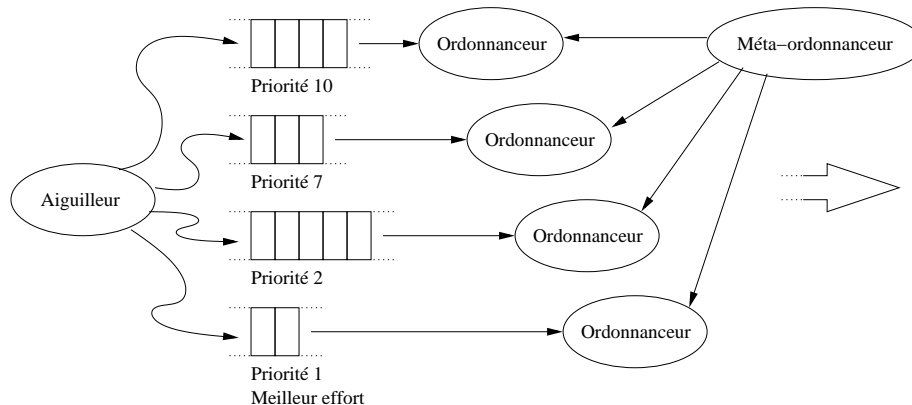 Ordonnanceur
Méta−ordonnanceur
Priorité 10
Ordonnanceur
Priorité 7
Aiguilleur
Ordonnanceur
Priorité 2
Ordonnanceur
Priorité 1
Meilleur effort